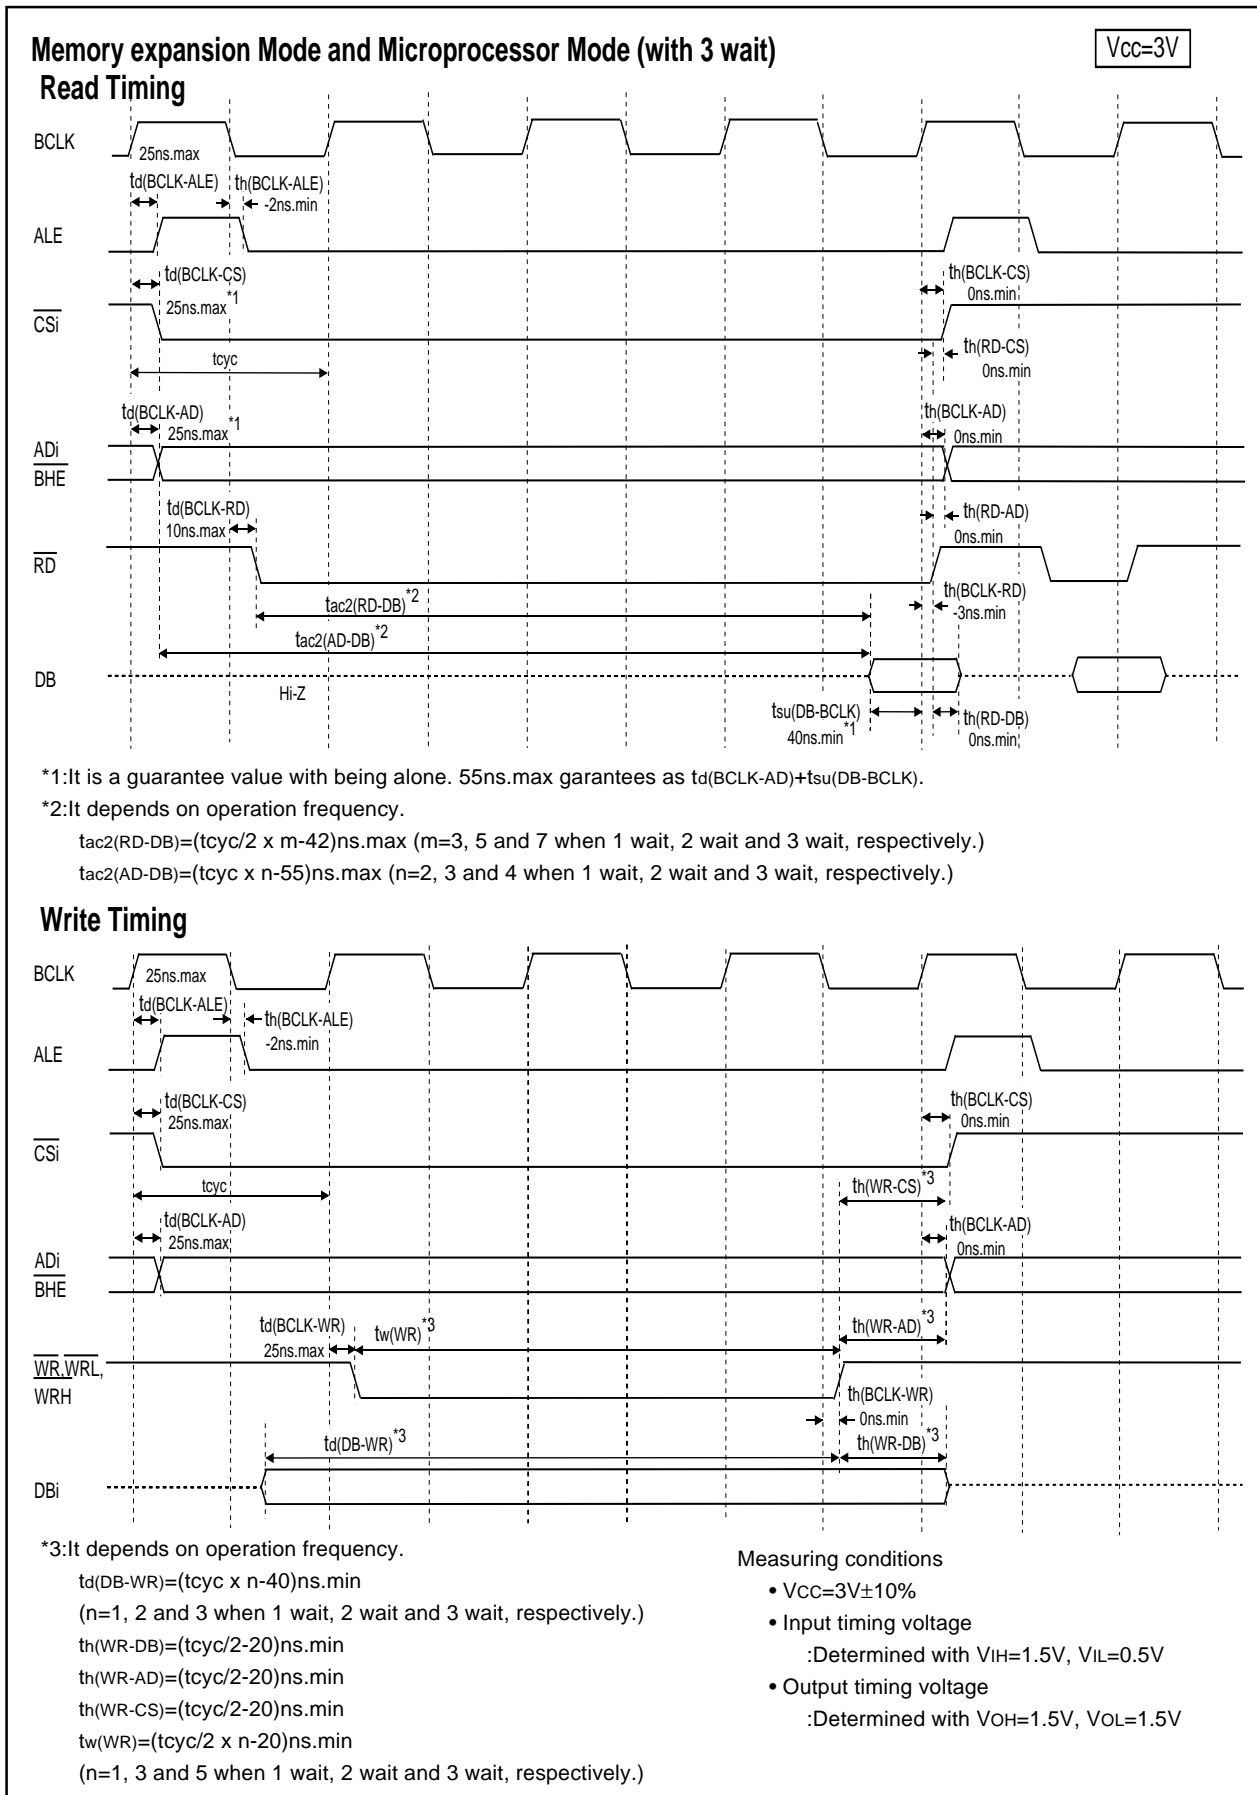 Memory expansion Mode and Microprocessor Mode (with 3 wait)
Vcc=3V
Read Timing
BCLK
25ns.max
td(BCLK-ALE)
th(BCLK-ALE)
-2ns.min
ALE
td(BCLK-CS)
25ns.max*1
th(BCLK-CS)
0ns.min
CSi
tcyc
th(RD-CS)
0ns.min
td(BCLK-AD)
25ns.max*1
th(BCLK-AD)
0ns.min
ADi
BHE
td(BCLK-RD)
10ns.max
th(RD-AD)
0ns.min
RD
tac2(RD-DB)*2
th(BCLK-RD)
-3ns.min
tac2(AD-DB)*2
DB
Hi-Z
tsu(DB-BCLK)
40ns.min*1
th(RD-DB)
0ns.min
*1:It is a guarantee value with being alone. 55ns.max garantees as td(BCLK-AD)+tsu(DB-BCLK).
*2:It depends on operation frequency.
tac2(RD-DB)=(tcyc/2 x m-42)ns.max (m=3, 5 and 7 when 1 wait, 2 wait and 3 wait, respectively.)
tac2(AD-DB)=(tcyc x n-55)ns.max (n=2, 3 and 4 when 1 wait, 2 wait and 3 wait, respectively.)
Write Timing
BCLK
25ns.max
td(BCLK-ALE)
th(BCLK-ALE)
-2ns.min
ALE
td(BCLK-CS)
25ns.max
th(BCLK-CS)
0ns.min
CSi
tcyc
th(WR-CS)*3
td(BCLK-AD)
25ns.max
th(BCLK-AD)
0ns.min
ADi
BHE
td(BCLK-WR)
25ns.max
tw(WR)*3
th(WR-AD)*3
WR,WRL,
WRH
th(BCLK-WR)
0ns.min
td(DB-WR)*3
th(WR-DB)*3
DBi
*3:It depends on operation frequency.
td(DB-WR)=(tcyc x n-40)ns.min
(n=1, 2 and 3 when 1 wait, 2 wait and 3 wait, respectively.)
th(WR-DB)=(tcyc/2-20)ns.min
th(WR-AD)=(tcyc/2-20)ns.min
th(WR-CS)=(tcyc/2-20)ns.min
tw(WR)=(tcyc/2 x n-20)ns.min
(n=1, 3 and 5 when 1 wait, 2 wait and 3 wait, respectively.)
Measuring conditions
• VCC=3V±10%
• Input timing voltage
:Determined with VIH=1.5V, VIL=0.5V
• Output timing voltage
:Determined with VOH=1.5V, VOL=1.5V